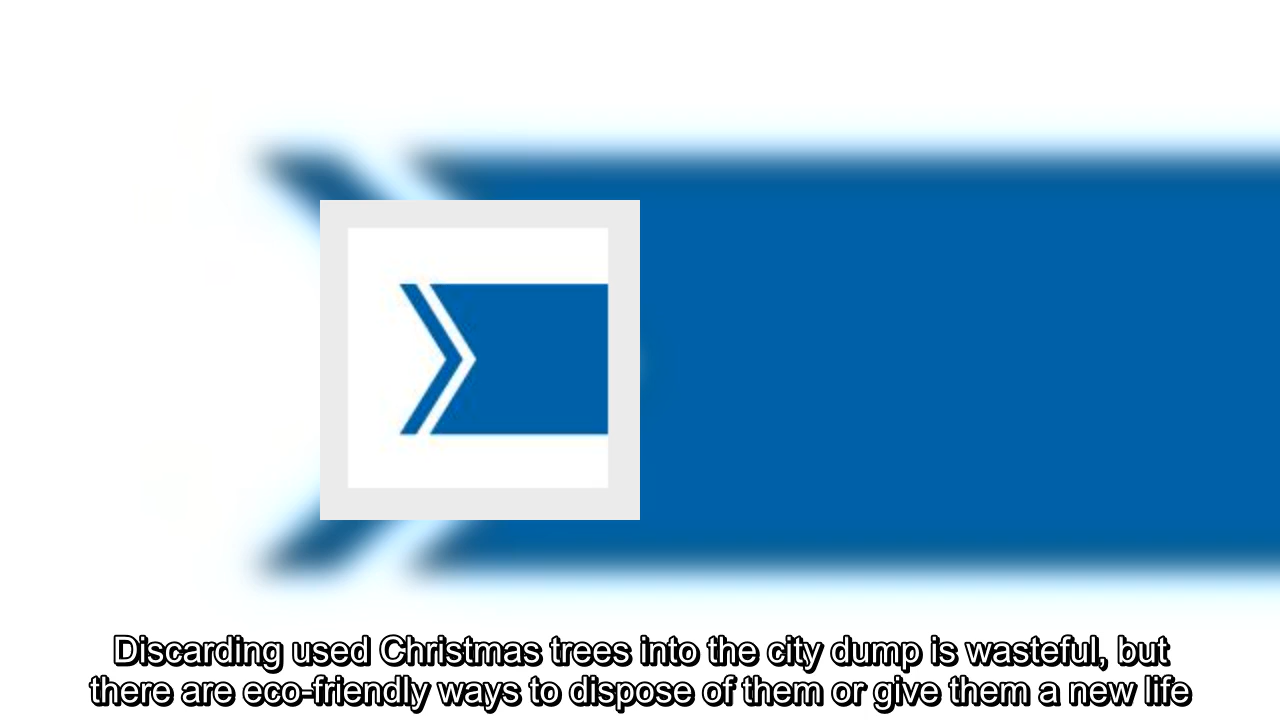 Discarding used Christmas trees into the city dump is wasteful, but
there are eco-friendly ways to dispose of them or give them a new life